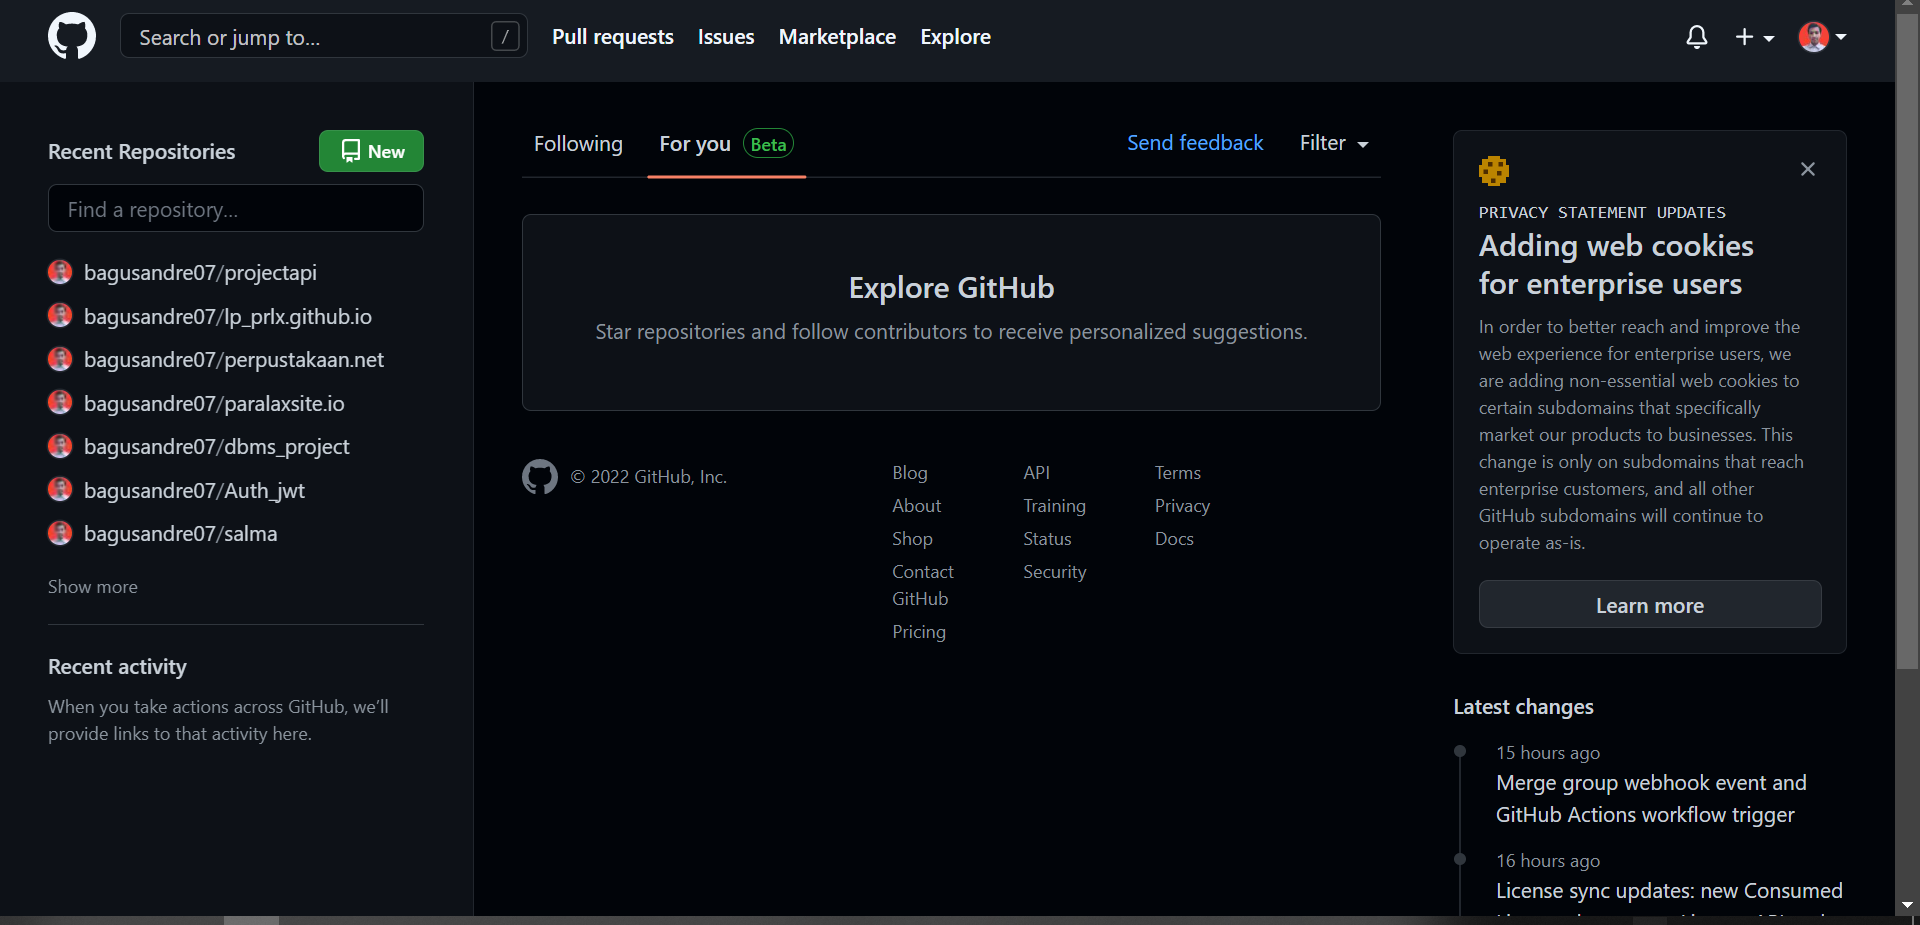 Search or jump to...
/
Pull requests
Issues
Marketplace
Explore
Recent Repositories
New
Find a repository...
bagusandre07/projectapi
bagusandre07/lp_prlx.github.io
bagusandre07/perpustakaan.net
bagusandre07/paralaxsite.io
bagusandre07/dbms_project
bagusandre07/Auth_jwt
bagusandre07/salma
Show more
Recent activity
When you take actions across GitHub, we'll
provide links to that activity here.
Following
For you
Beta
Send feedback
Filter
Explore GitHub
Star repositories and follow contributors to receive personalized suggestions.
© 2022 GitHub, Inc.
Blog
About
Shop
Contact
GitHub
Pricing
API
Training
Status
Security
Terms
Privacy
Docs
PRIVACY STATEMENT UPDATES
Adding web cookies
for enterprise users
In order to better reach and improve the
web experience for enterprise users, we
are adding non-essential web cookies to
certain subdomains that specifically
market our products to businesses. This
change is only on subdomains that reach
enterprise customers, and all other
GitHub subdomains will continue to
operate as-is.
Learn more
Latest changes
15 hours ago
Merge group webhook event and
GitHub Actions workflow trigger
16 hours ago
License sync updates: new Consumed